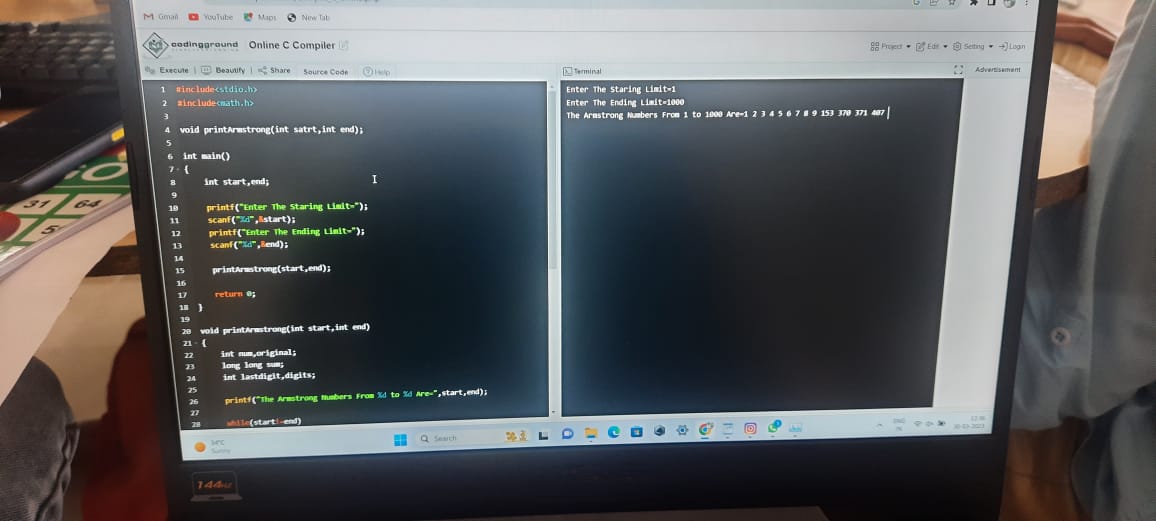 Gmail YouTube Maps New Tab
codingground Online C Compiler
Project Edit Setting Login
Execute | Beautify | Share Source Code Help
Terminal
Advertisement
1 #include<stdio.h>
2 #include<math.h>
3
4 void printArmstrong(int satrt,int end);
5
6 int main()
7 {
8 int start,end;
9
10 printf("Enter The Staring Limit=");
11 scanf("%d",&start);
12 printf("Enter The Ending Limit=");
13 scanf("%d",&end);
14
15 printArmstrong(start,end);
16
17 return 0;
18 }
19
20 void printArmstrong(int start,int end)
21 {
22 int num,original;
23 long long sum;
24 int lastdigit,digits;
25
26 printf("The Armstrong Numbers From %d to %d Are=",start,end);
27
28 while(start!=end)
Enter The Staring Limit=1
Enter The Ending Limit=1000
The Armstrong Numbers From 1 to 1000 Are=1 2 3 4 5 6 7 8 9 153 370 371 407
34°C
Sunny
Search
ENG
IN
30-03-2023
144Hz
31 64
5